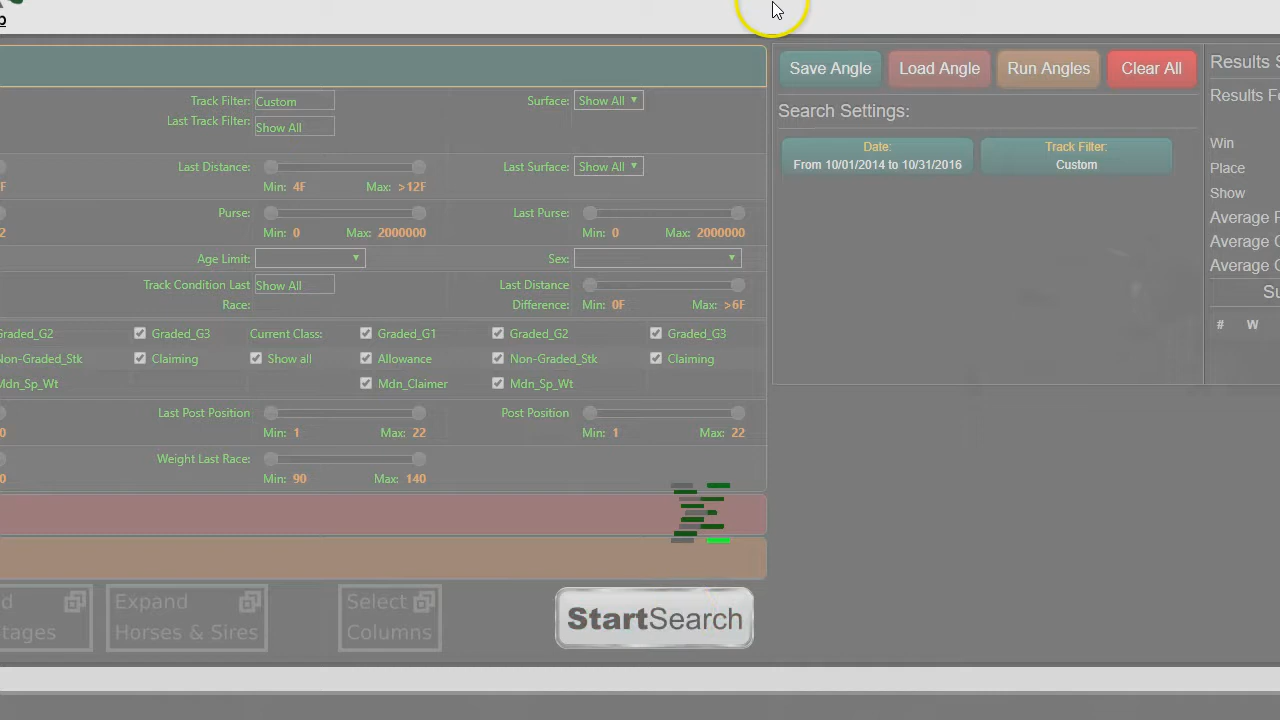 p
Save Angle Load Angle Run Angles Clear All Results S
Track Filter: Custom Surface: Show All
Results Fo
Last Track Filter: Show All
Search Settings:
Date: Track Filter:
From 10/01/2014 to 10/31/2016 Custom
Win
F Last Distance: Last Surface: Show All
Place
Min: 4F Max: >12F
Show
2 Purse: Last Purse:
Average P
Min: 0 Max: 2000000 Min: 0 Max: 2000000
Average O
Age Limit: Sex:
Average O
Track Condition Last Race: Show All Last Distance Difference:
Su
Min: 0F Max: >6F
# W
Graded_G2 Graded_G3 Current Class: Graded_G1 Graded_G2 Graded_G3
Non-Graded_Stk Claiming Show all Allowance Non-Graded_Stk Claiming
Mdn_Sp_Wt Mdn_Claimer Mdn_Sp_Wt
Last Post Position Post Position
0 Min: 1 Max: 22 Min: 1 Max: 22
Weight Last Race:
0 Min: 90 Max: 140
d Expand Select
tages Horses & Sires Columns
StartSearch